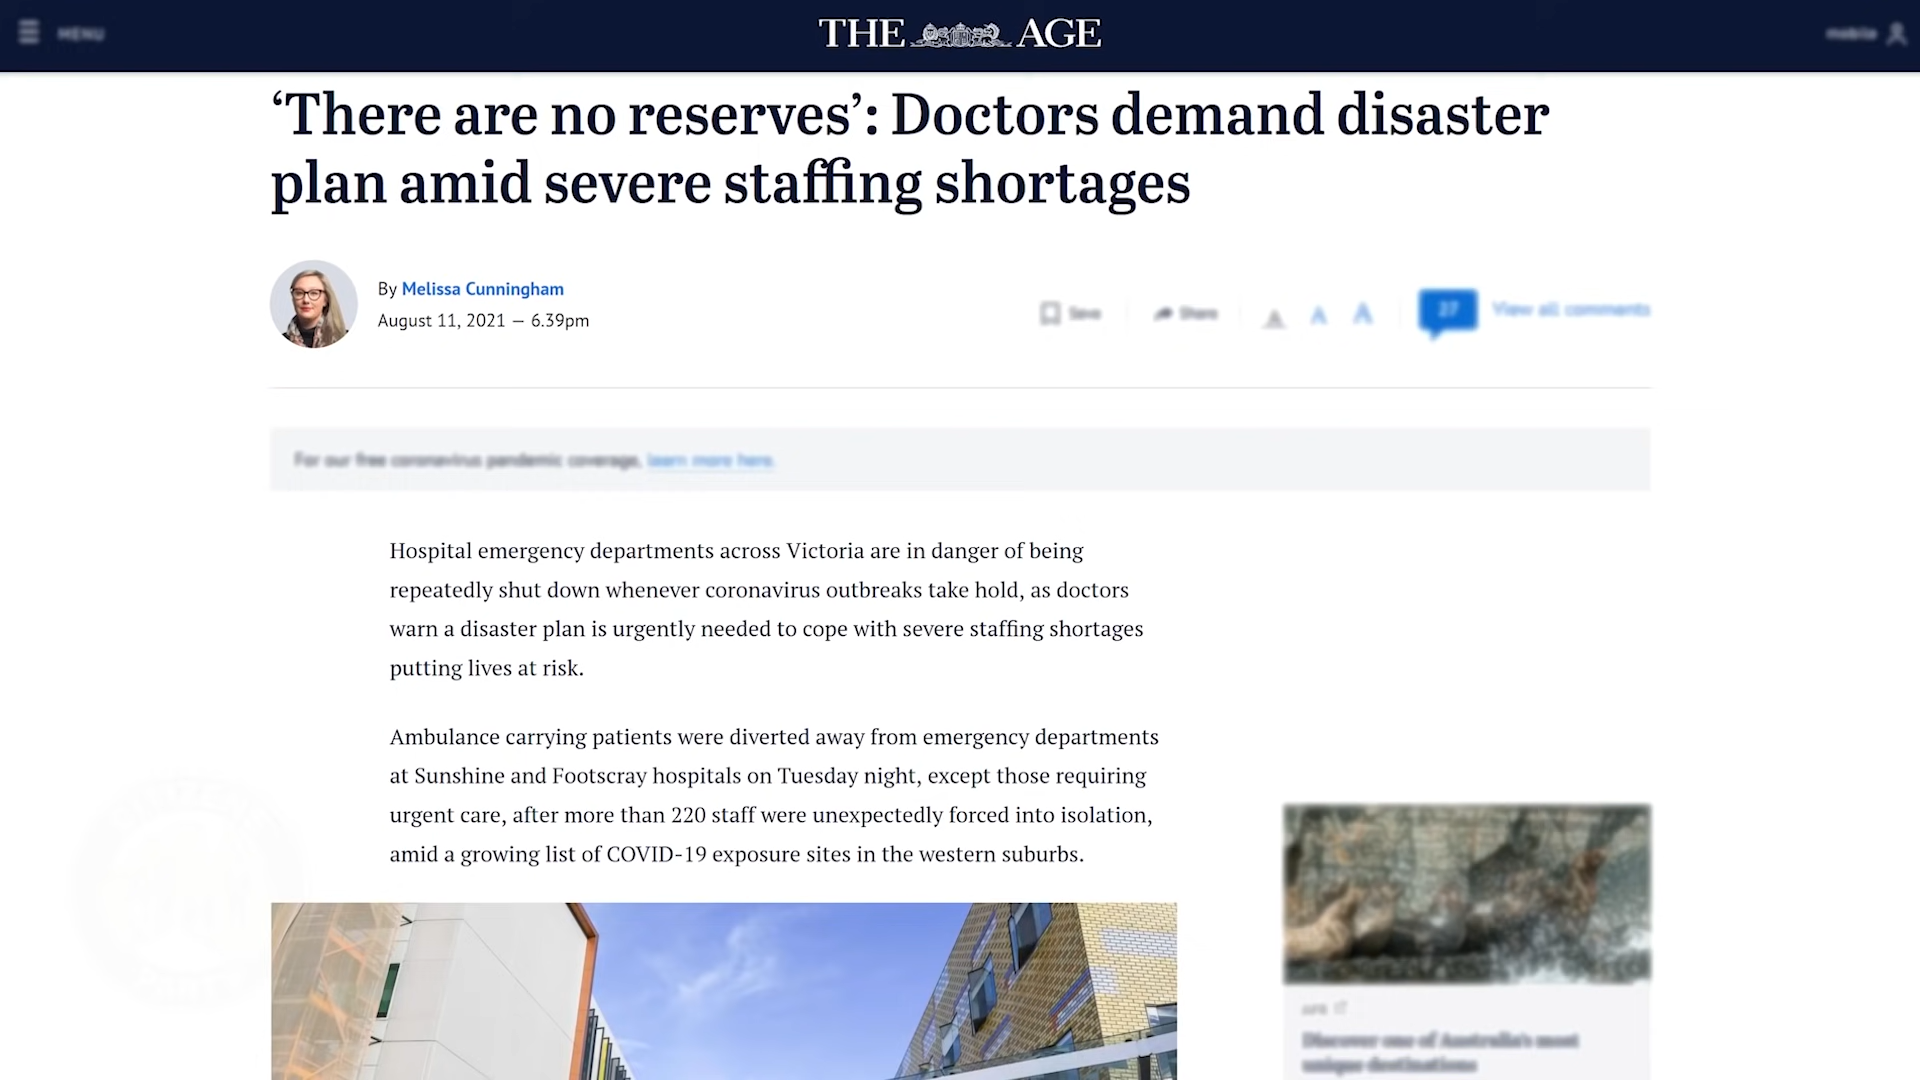 MENU
THE AGE
mobile
‘There are no reserves’: Doctors demand disaster
plan amid severe staffing shortages
By Melissa Cunningham
August 11, 2021 — 6.39pm
Save
Share
A A A
27
View all comments
For our free coronavirus pandemic coverage, learn more here.
Hospital emergency departments across Victoria are in danger of being
repeatedly shut down whenever coronavirus outbreaks take hold, as doctors
warn a disaster plan is urgently needed to cope with severe staffing shortages
putting lives at risk.
Ambulance carrying patients were diverted away from emergency departments
at Sunshine and Footscray hospitals on Tuesday night, except those requiring
urgent care, after more than 220 staff were unexpectedly forced into isolation,
amid a growing list of COVID-19 exposure sites in the western suburbs.
Discover one of Australia's most
unique destinations